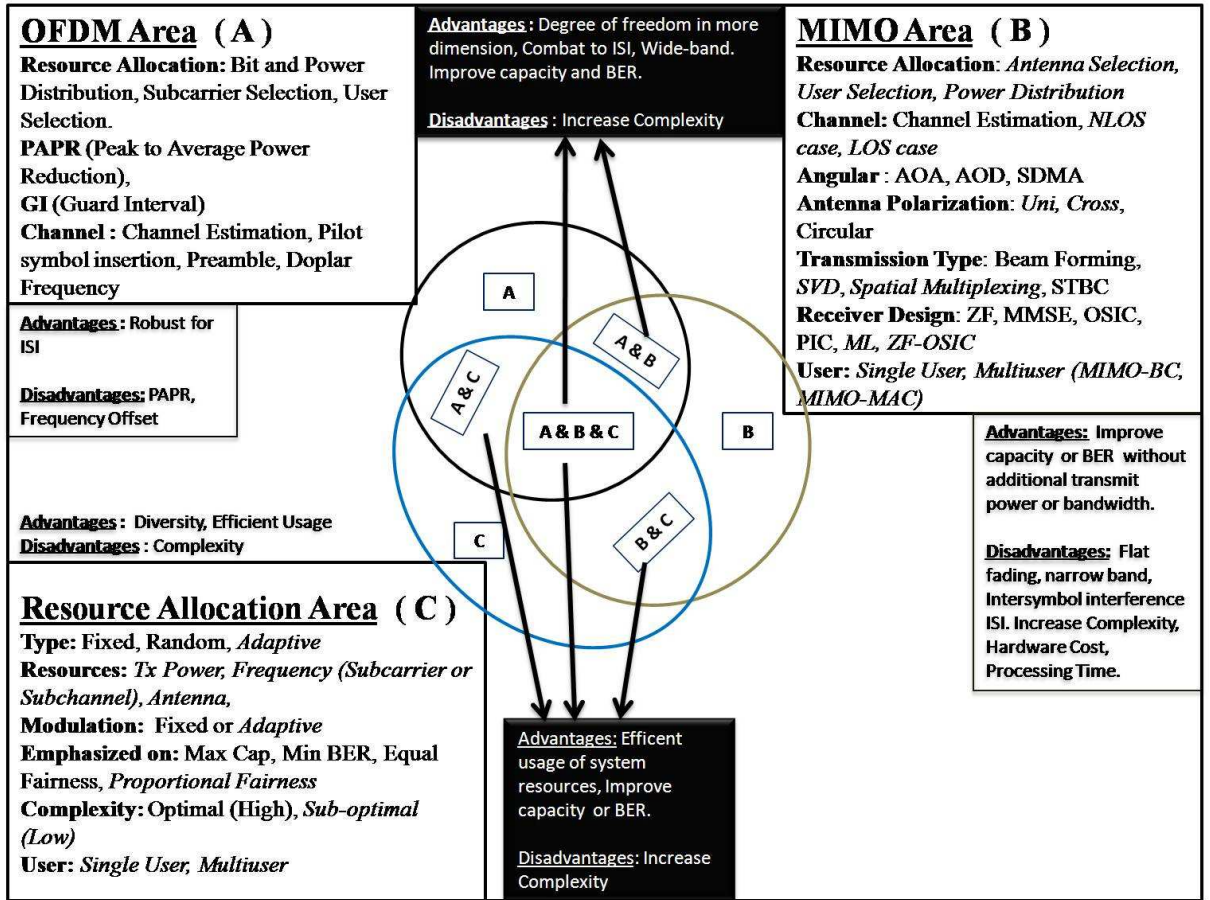 OFDM Area ( A )
Resource Allocation: Bit and Power
Distribution, Subcarrier Selection, User
Selection.
PAPR (Peak to Average Power
Reduction),
GI (Guard Interval)
Channel : Channel Estimation, Pilot
symbol insertion, Preamble, Doplar
Frequency
Advantages : Robust for
ISI
Disadvantages: PAPR,
Frequency Offset
Advantages : Degree of freedom in more
dimension, Combat to ISI, Wide-band.
Improve capacity and BER.
Disadvantages : Increase Complexity
MIMO Area ( B )
Resource Allocation: Antenna Selection,
User Selection, Power Distribution
Channel: Channel Estimation, NLOS
case, LOS case
Angular : AOA, AOD, SDMA
Antenna Polarization: Uni, Cross,
Circular
Transmission Type: Beam Forming,
SVD, Spatial Multiplexing, STBC
Receiver Design: ZF, MMSE, OSIC,
PIC, ML, ZF-OSIC
User: Single User, Multiuser (MIMO-BC,
MIMO-MAC)
Advantages: Improve
capacity or BER without
additional transmit
power or bandwidth.
Disadvantages: Flat
fading, narrow band,
Intersymbol interference
ISI. Increase Complexity,
Hardware Cost,
Processing Time.
A
A & B
A & C
A & B & C
B
C
B & C
Advantages : Diversity, Efficient Usage
Disadvantages : Complexity
Resource Allocation Area ( C )
Type: Fixed, Random, Adaptive
Resources: Tx Power, Frequency (Subcarrier or
Subchannel), Antenna,
Modulation: Fixed or Adaptive
Emphasized on: Max Cap, Min BER, Equal
Fairness, Proportional Fairness
Complexity: Optimal (High), Sub-optimal
(Low)
User: Single User, Multiuser
Advantages: Efficent
usage of system
resources, Improve
capacity or BER.
Disadvantages: Increase
Complexity